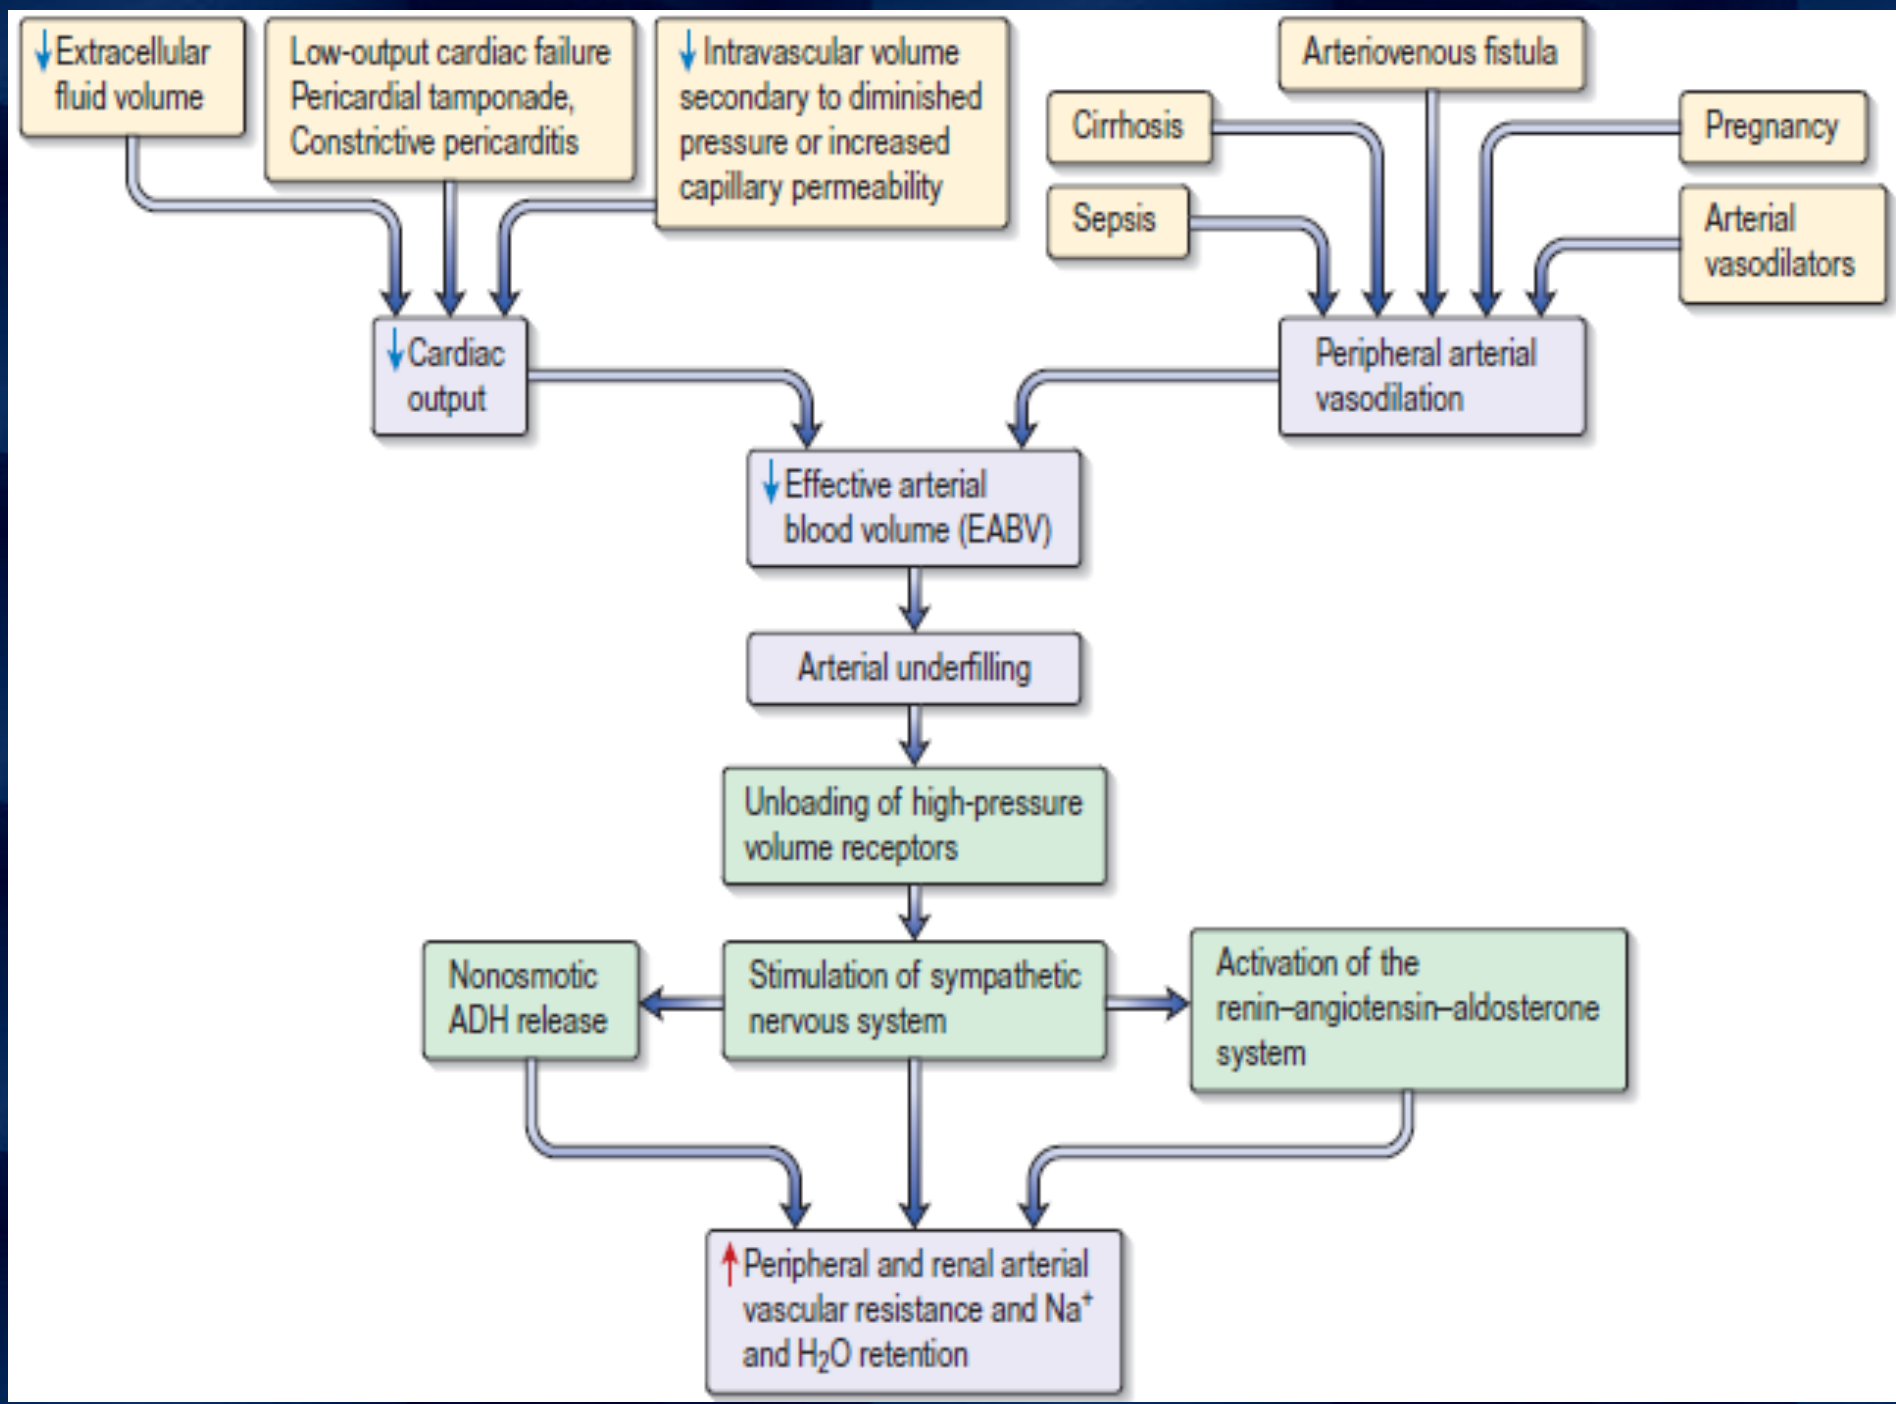 ↓ Extracellular
fluid volume
Low-output cardiac failure
Pericardial tamponade,
Constrictive pericarditis
↓ Intravascular volume
secondary to diminished
pressure or increased
capillary permeability
Arteriovenous fistula
Cirrhosis
Pregnancy
Sepsis
Arterial
vasodilators
↓ Cardiac
output
Peripheral arterial
vasodilation
↓ Effective arterial
blood volume (EABV)
Arterial underfilling
Unloading of high-pressure
volume receptors
Nonosmotic
ADH release
Stimulation of sympathetic
nervous system
Activation of the
renin–angiotensin–aldosterone
system
↑ Peripheral and renal arterial
vascular resistance and Na⁺
and H₂O retention